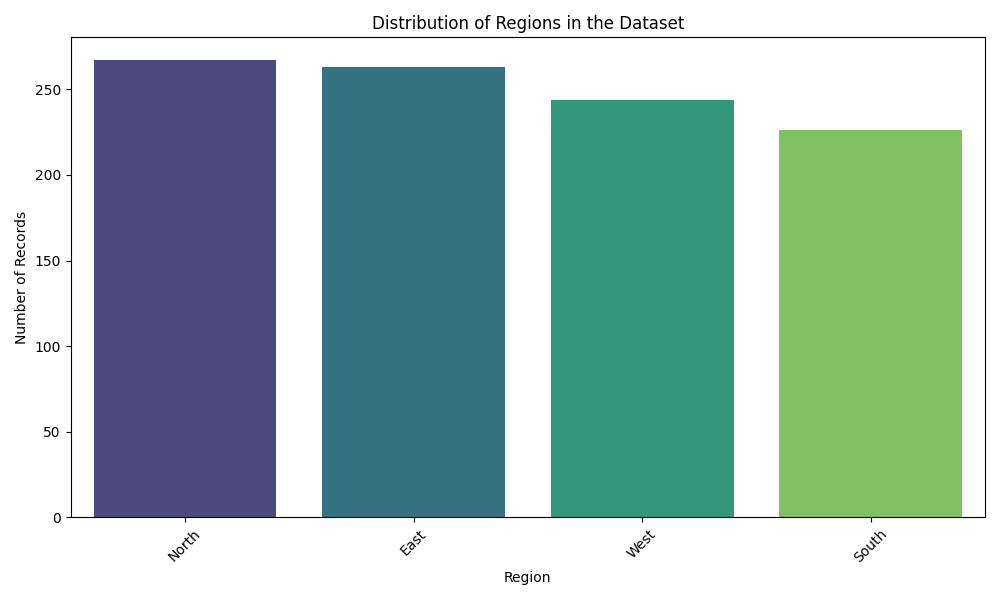 Distribution of Regions in the Dataset
Number of Records
250
200
150
100
50
0
North
East
West
South
Region